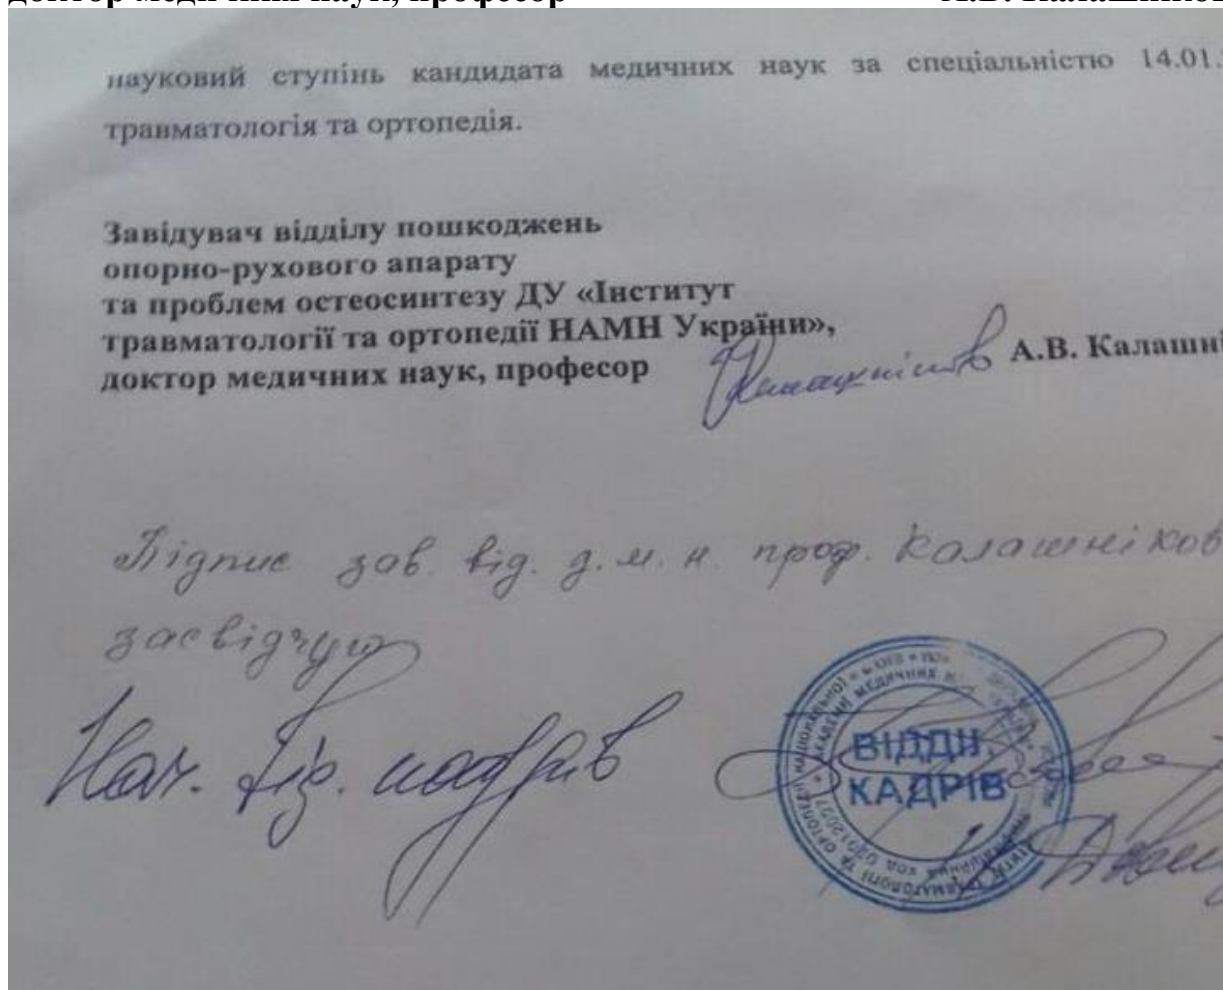 доктор медичних наук, професор А.В. Калашніков
науковий ступінь кандидата медичних наук за спеціальністю 14.01.
травматологія та ортопедія.
Завідувач відділу пошкоджень
опорно-рухового апарату
та проблем остеосинтезу ДУ «Інститут
травматології та ортопедії НАМН України»,
доктор медичних наук, професор А.В. Калашні
Підпис зав. від. д.м.н. проф. Калашніков
засвідчую
Нач. від. кадрів
ВІДДІЛ
КАДРІВ